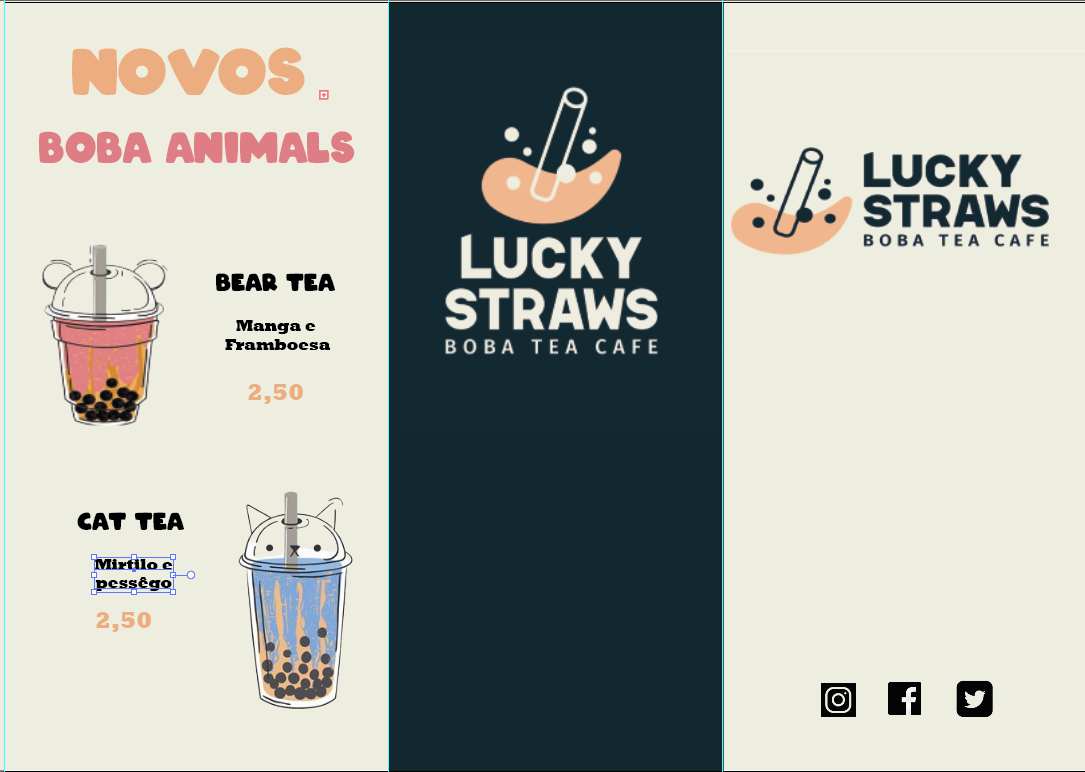 NOVOS
BOBA ANIMALS
BEAR TEA
Manga e
Framboesa
2,50
CAT TEA
Mirtilo e
pessêgo
2,50
LUCKY
STRAWS
BOBA TEA CAFE
LUCKY
STRAWS
BOBA TEA CAFE